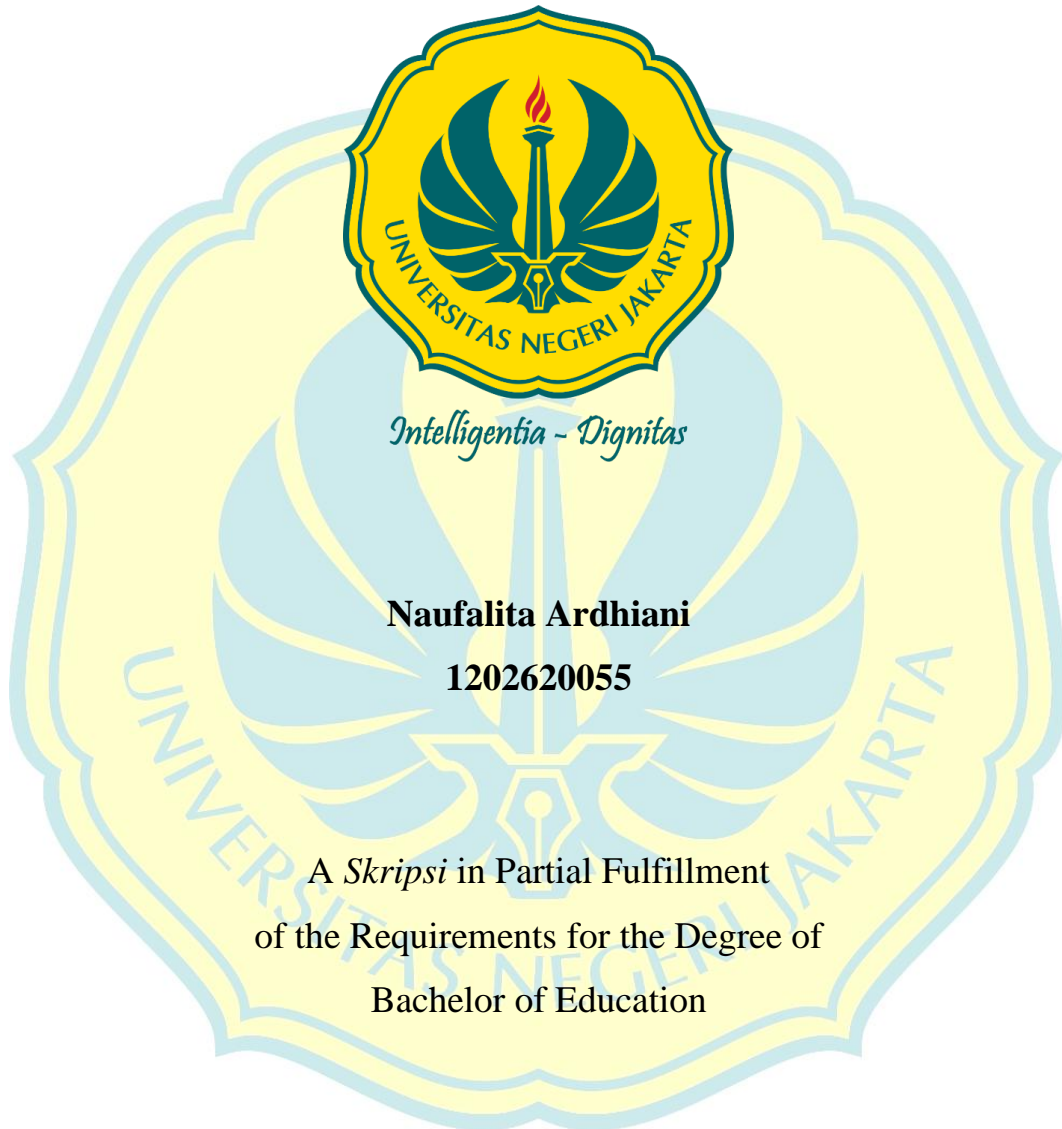 UNIVERSITAS NEGERI JAKARTA
Intelligentia - Dignitas
Naufalita Ardhiani
1202620055
A Skripsi in Partial Fulfillment
of the Requirements for the Degree of
Bachelor of Education
UNIVERSITAS NEGERI JAKARTA